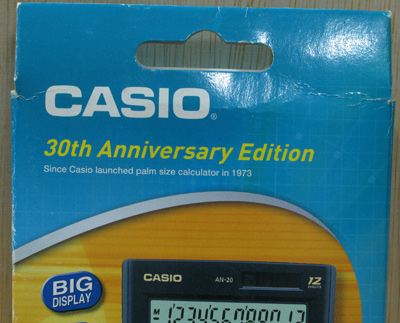 CASIO®
30th Anniversary Edition
Since Casio launched palm size calculator in 1973
BIG
DISPLAY
CASIO
AN-20
12
DIGITS
M
123456789012